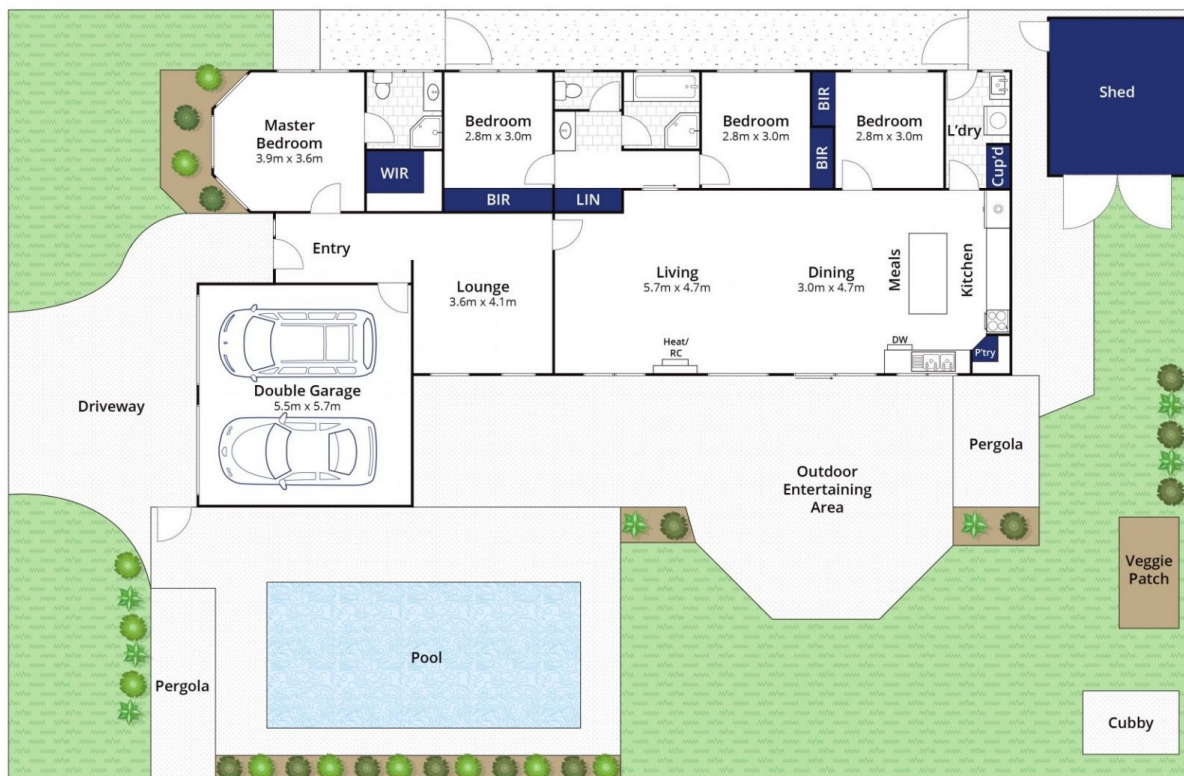 Shed
Master
Bedroom
3.9m x 3.6m
Bedroom
2.8m x 3.0m
Bedroom
2.8m x 3.0m
BIR
BIR
Bedroom
2.8m x 3.0m
L'dry
Cup'd
WIR
BIR
LIN
Entry
Lounge
3.6m x 4.1m
Living
5.7m x 4.7m
Dining
3.0m x 4.7m
Meals
Kitchen
Heat/
RC
DW
P'try
Driveway
Double Garage
5.5m x 5.7m
Outdoor
Entertaining
Area
Pergola
Veggie
Patch
Pergola
Pool
Cubby